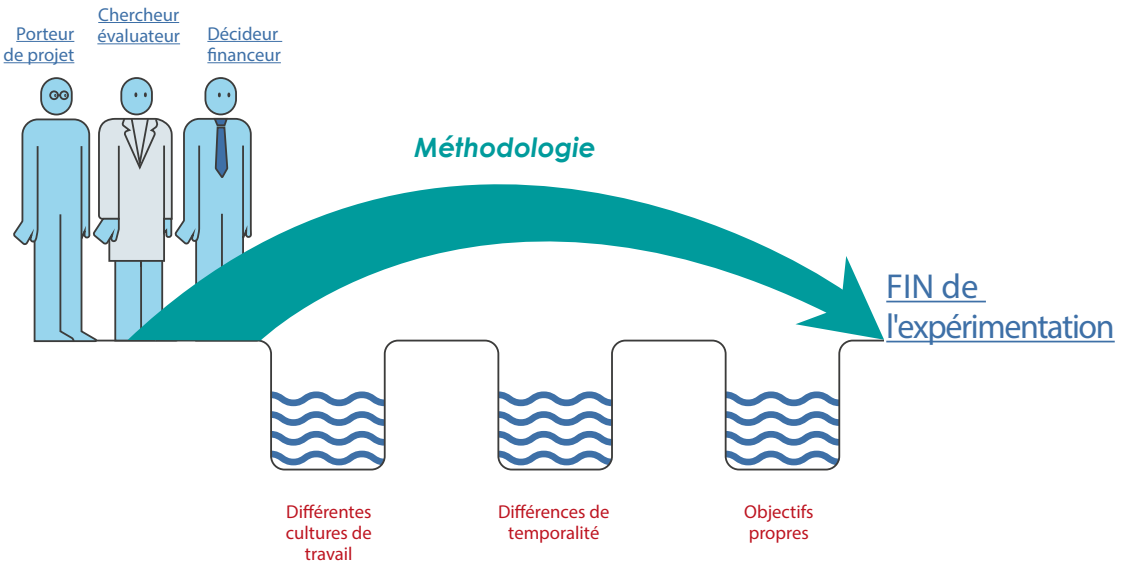 Porteur
de projet
Chercheur
évaluateur
Décideur
financeur
Méthodologie
FIN de
l'expérimentation
Différentes
cultures de
travail
Différences de
temporalité
Objectifs
propres